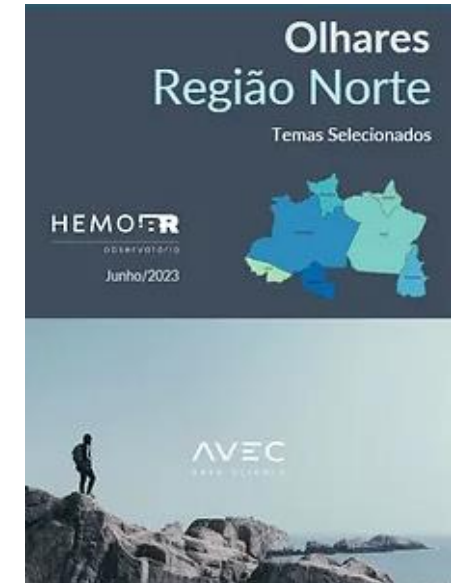 Olhares
Região Norte
Temas Selecionados
HEMOBR
observatório
Junho/2023
AVEC